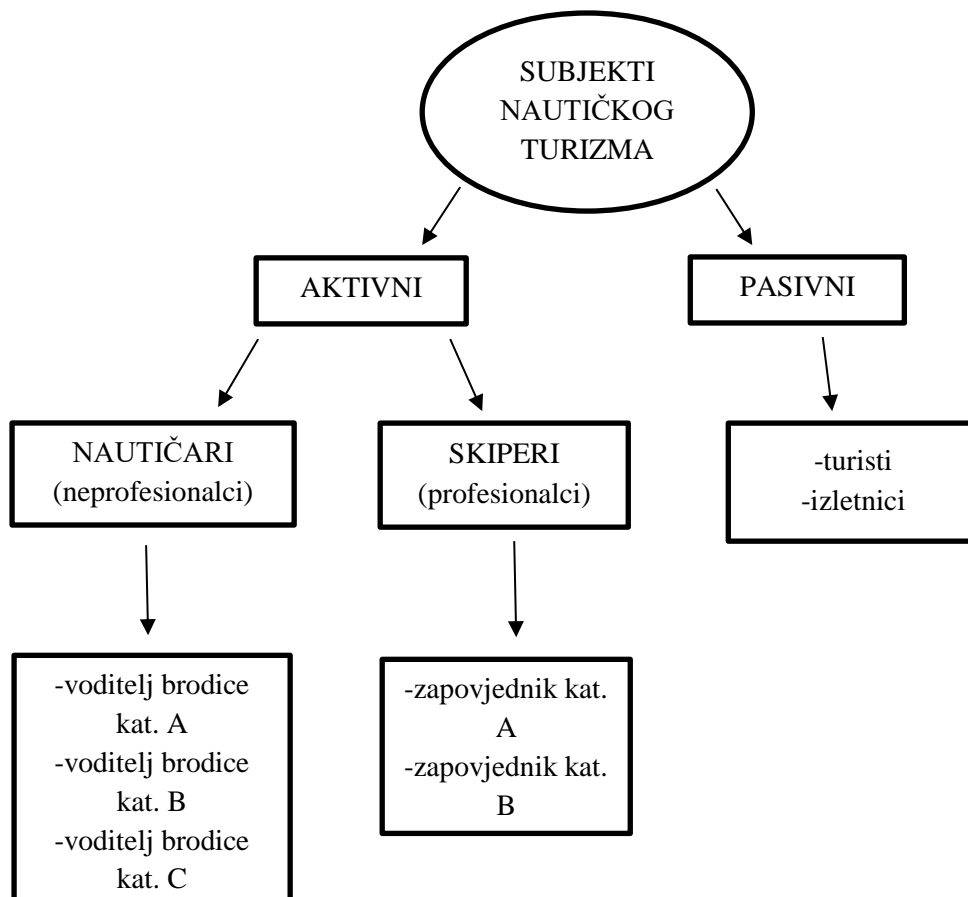 SUBJEKTI
NAUTIČKOG
TURIZMA
AKTIVNI
PASIVNI
NAUTIČARI
(neprofesionalci)
SKIPERI
(profesionalci)
-turisti
-izletnici
-voditelj brodice
kat. A
-voditelj brodice
kat. B
-voditelj brodice
kat. C
-zapovjednik kat.
A
-zapovjednik kat.
B